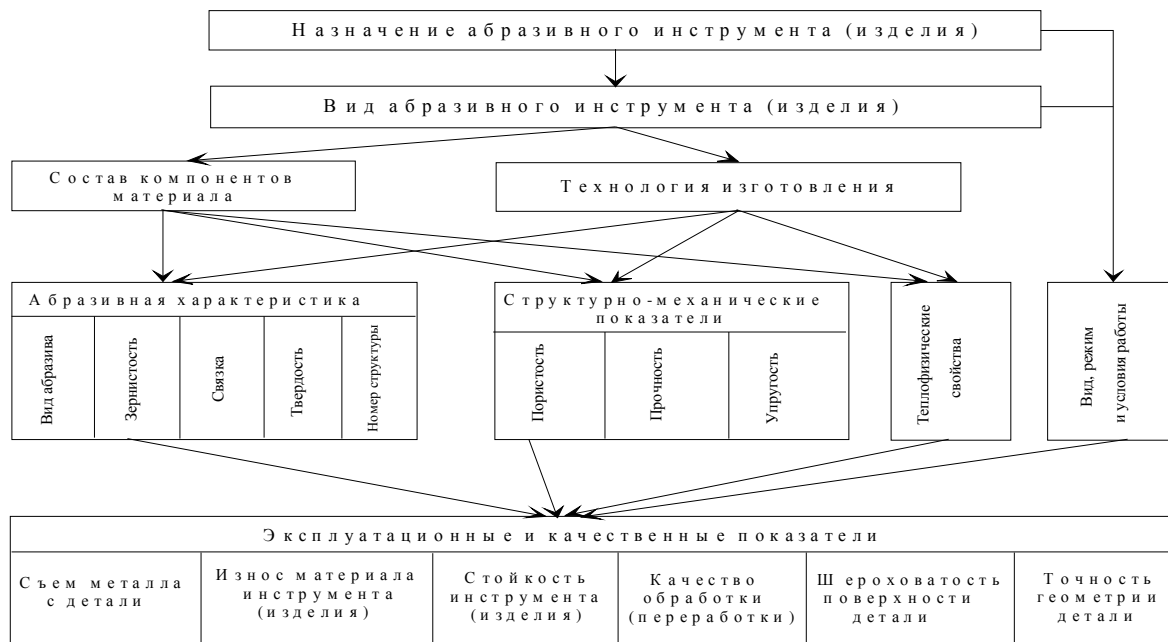 Назначение абразивного инструмента (изделия)
Вид абразивного инструмента (изделия)
Состав компонентов
материала
Технология изготовления
Абразивная характеристика
Вид абразива
Зернистость
Связка
Твердость
Номер структуры
Структурно-механические
показатели
Пористость
Прочность
Упругость
Теплофизические
свойства
Вид, режим
и условия работы
Эксплуатационные и качественные показатели
Съем металла
с детали
Износ материала
инструмента
(изделия)
Стойкость
инструмента
(изделия)
Качество
обработки
(переработки)
Шероховатость
поверхности
детали
Точность
геометрии
детали